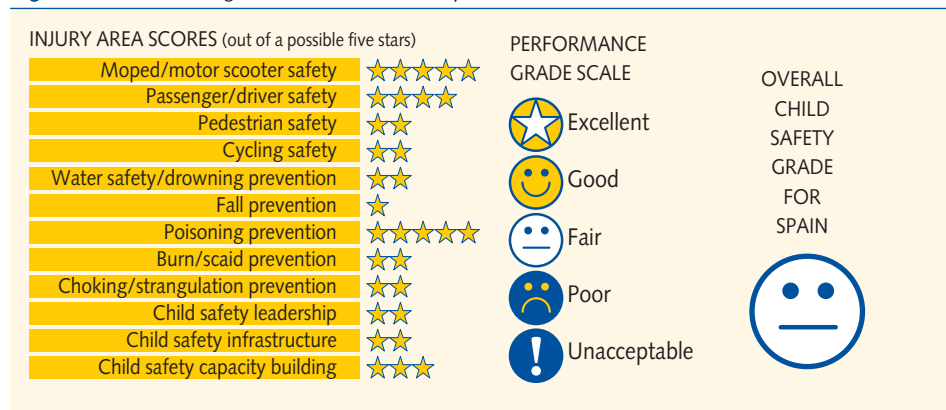 INJURY AREA SCORES (out of a possible five stars)
Moped/motor scooter safety
Passenger/driver safety
Pedestrian safety
Cycling safety
Water safety/drowning prevention
Fall prevention
Poisoning prevention
Burn/scaid prevention
Choking/strangulation prevention
Child safety leadership
Child safety infrastructure
Child safety capacity building
PERFORMANCE
GRADE SCALE
Excellent
Good
Fair
Poor
Unacceptable
OVERALL
CHILD
SAFETY
GRADE
FOR
SPAIN